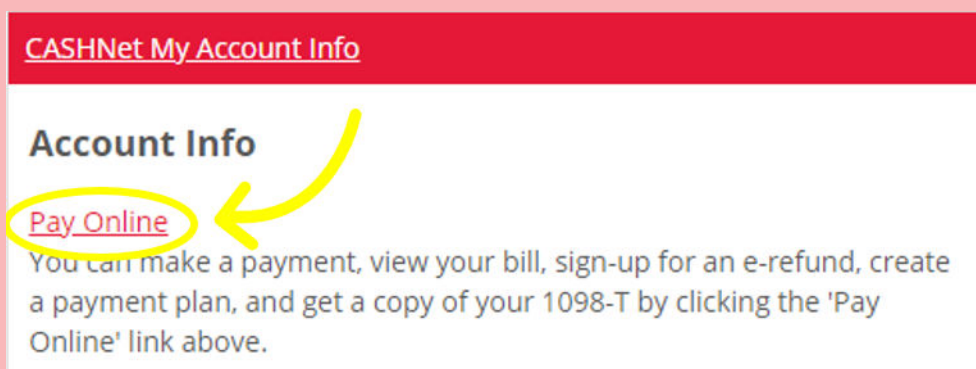 CASHNet My Account Info
Account Info
Pay Online
You can make a payment, view your bill, sign-up for an e-refund, create
a payment plan, and get a copy of your 1098-T by clicking the 'Pay
Online' link above.